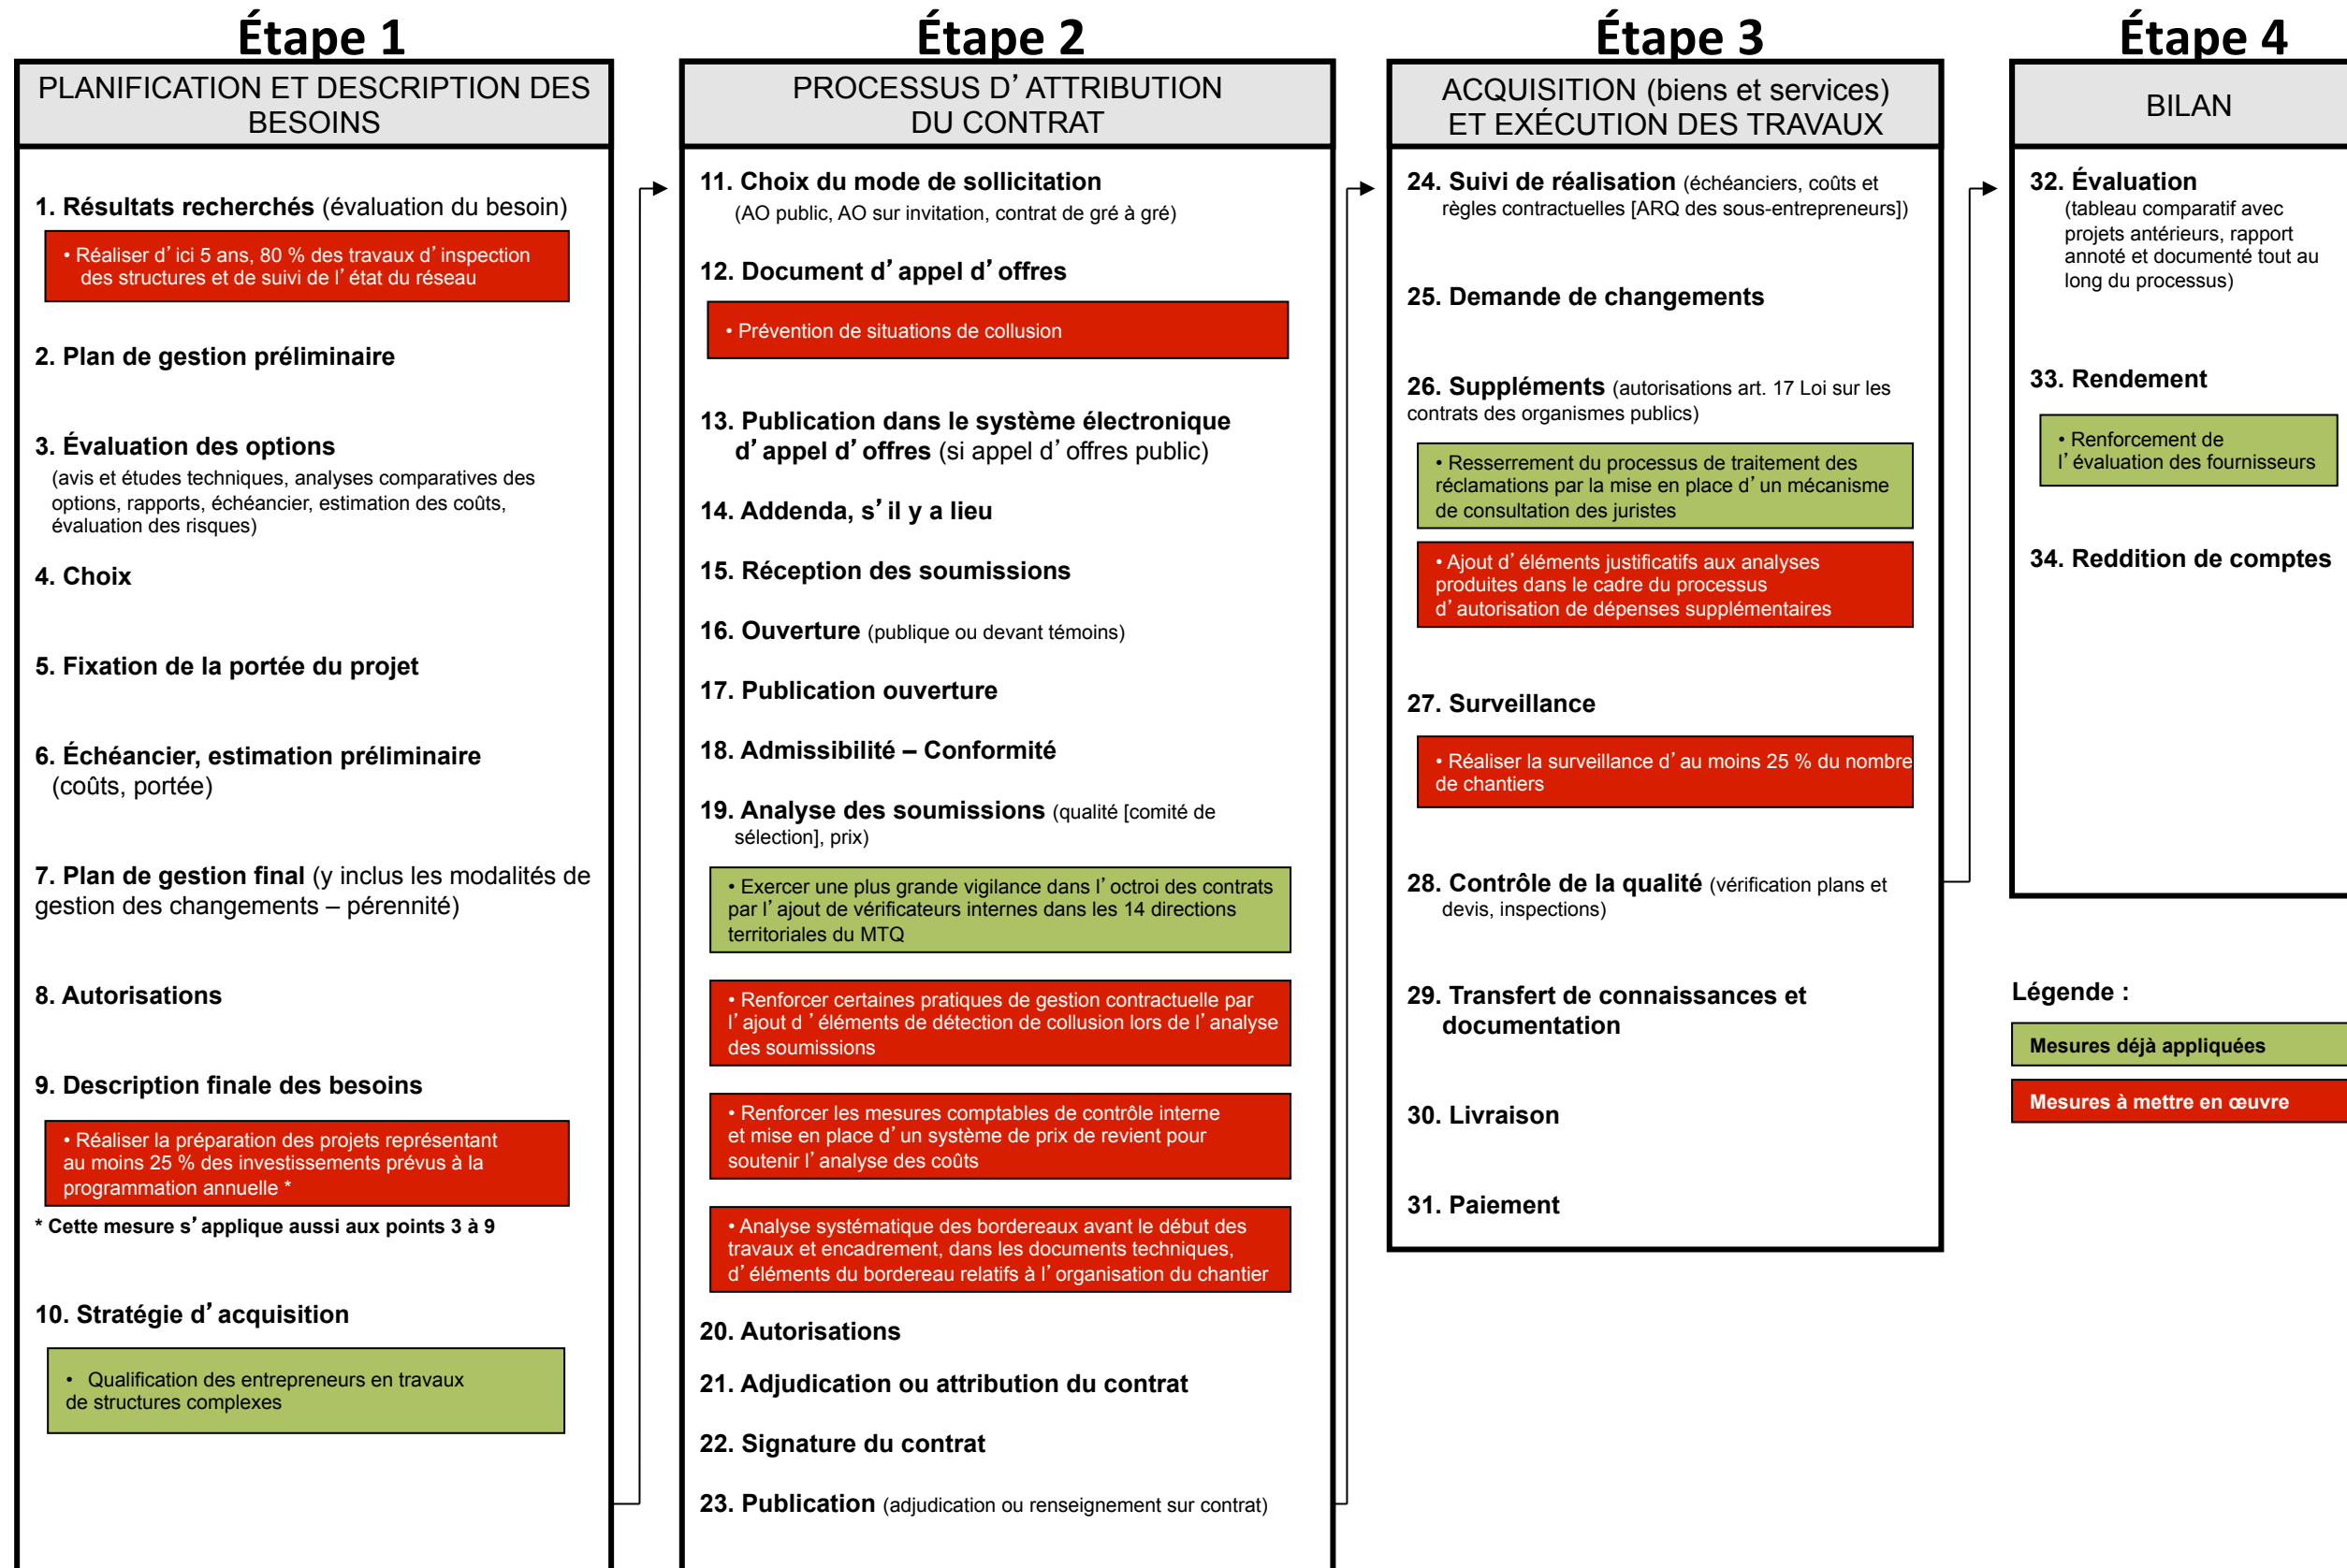 Étape 1
PLANIFICATION ET DESCRIPTION DES
BESOINS
1. Résultats recherchés (évaluation du besoin)
• Réaliser d’ici 5 ans, 80 % des travaux d’inspection
des structures et de suivi de l’état du réseau
2. Plan de gestion préliminaire
3. Évaluation des options
(avis et études techniques, analyses comparatives des
options, rapports, échéancier, estimation des coûts,
évaluation des risques)
4. Choix
5. Fixation de la portée du projet
6. Échéancier, estimation préliminaire
(coûts, portée)
7. Plan de gestion final (y inclus les modalités de
gestion des changements – pérennité)
8. Autorisations
9. Description finale des besoins
• Réaliser la préparation des projets représentant
au moins 25 % des investissements prévus à la
programmation annuelle *
* Cette mesure s’applique aussi aux points 3 à 9
10. Stratégie d’acquisition
• Qualification des entrepreneurs en travaux
de structures complexes
Étape 2
PROCESSUS D’ATTRIBUTION
DU CONTRAT
11. Choix du mode de sollicitation
(AO public, AO sur invitation, contrat de gré à gré)
12. Document d’appel d’offres
• Prévention de situations de collusion
13. Publication dans le système électronique
d’appel d’offres (si appel d’offres public)
14. Addenda, s’il y a lieu
15. Réception des soumissions
16. Ouverture (publique ou devant témoins)
17. Publication ouverture
18. Admissibilité – Conformité
19. Analyse des soumissions (qualité [comité de
sélection], prix)
• Exercer une plus grande vigilance dans l’octroi des contrats
par l’ajout de vérificateurs internes dans les 14 directions
territoriales du MTQ
• Renforcer certaines pratiques de gestion contractuelle par
l’ajout d’éléments de détection de collusion lors de l’analyse
des soumissions
• Renforcer les mesures comptables de contrôle interne
et mise en place d’un système de prix de revient pour
soutenir l’analyse des coûts
• Analyse systématique des bordereaux avant le début des
travaux et encadrement, dans les documents techniques,
d’éléments du bordereau relatifs à l’organisation du chantier
20. Autorisations
21. Adjudication ou attribution du contrat
22. Signature du contrat
23. Publication (adjudication ou renseignement sur contrat)
Étape 3
ACQUISITION (biens et services)
ET EXÉCUTION DES TRAVAUX
24. Suivi de réalisation (échéanciers, coûts et
règles contractuelles [ARQ des sous-entrepreneurs])
25. Demande de changements
26. Suppléments (autorisations art. 17 Loi sur les
contrats des organismes publics)
• Resserrement du processus de traitement des
réclamations par la mise en place d’un mécanisme
de consultation des juristes
• Ajout d’éléments justificatifs aux analyses
produites dans le cadre du processus
d’autorisation de dépenses supplémentaires
27. Surveillance
• Réaliser la surveillance d’au moins 25 % du nombre
de chantiers
28. Contrôle de la qualité (vérification plans et
devis, inspections)
29. Transfert de connaissances et
documentation
30. Livraison
31. Paiement
Étape 4
BILAN
32. Évaluation
(tableau comparatif avec
projets antérieurs, rapport
annoté et documenté tout au
long du processus)
33. Rendement
• Renforcement de
l’évaluation des fournisseurs
34. Reddition de comptes
Légende :
Mesures déjà appliquées
Mesures à mettre en œuvre